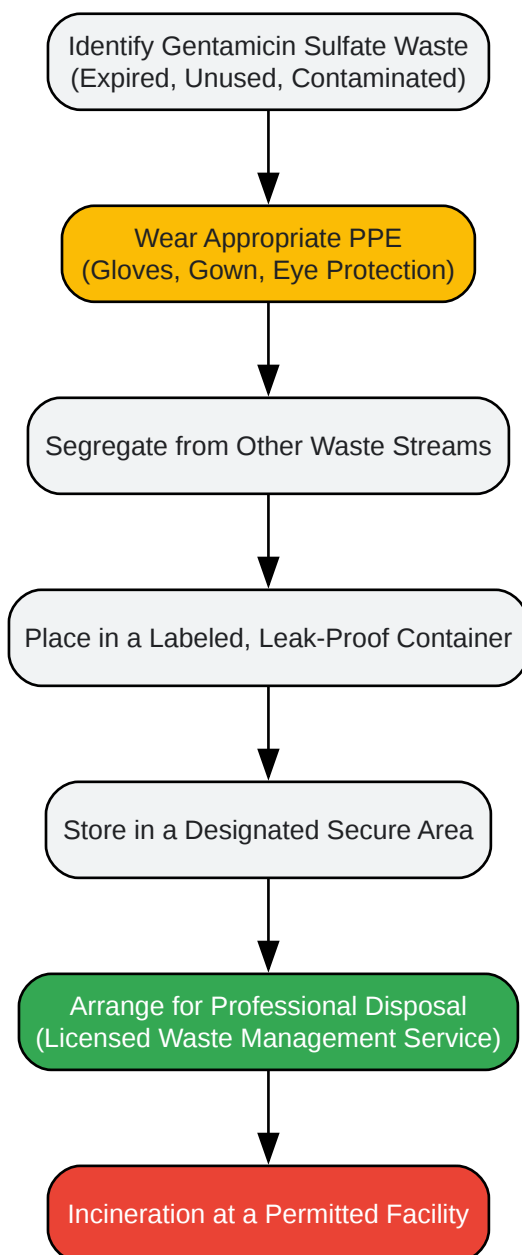 Identify Gentamicin Sulfate Waste
(Expired, Unused, Contaminated)
Wear Appropriate PPE
(Gloves, Gown, Eye Protection)
Segregate from Other Waste Streams
Place in a Labeled, Leak-Proof Container
Store in a Designated Secure Area
Arrange for Professional Disposal
(Licensed Waste Management Service)
Incineration at a Permitted Facility